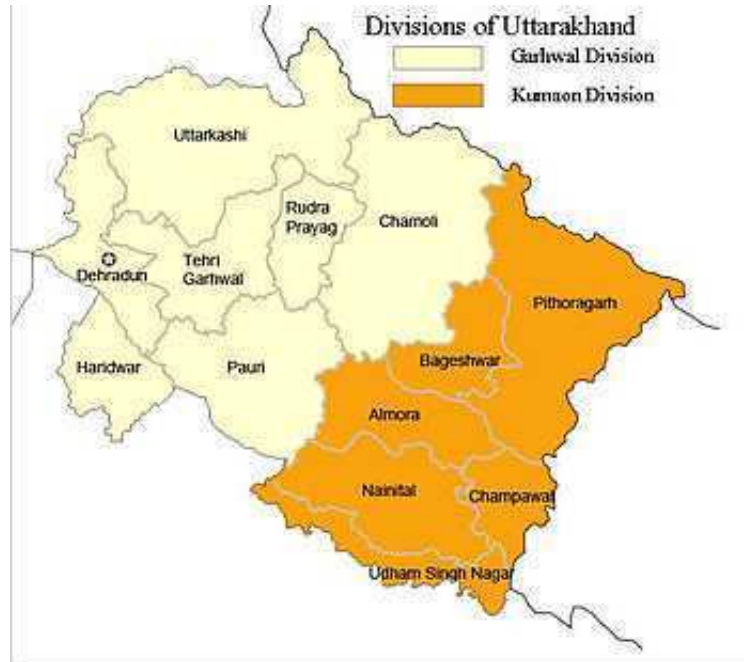 Divisions of Uttarakhand
Garhwal Division
Kumaon Division
Uttarkashi
Rudra
Prayag
Chamoli
Dehradun
Tehri
Garhwal
Pithoragarh
Haridwar
Pauri
Bageshwar
Almora
Nainital
Champawat
Udham Singh Nagar